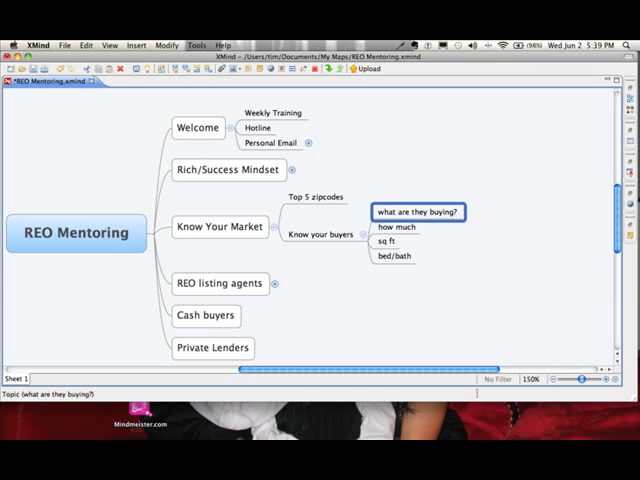 XMind File Edit View Insert Modify Tools Help (98%) Wed Jun 2 5:39 PM
XMind - /Users/tim/Documents/My Maps/REO Mentoring.xmind
Upload
*REO Mentoring.xmind
Weekly Training
Welcome
Hotline
Personal Email
Rich/Success Mindset
Top 5 zipcodes
what are they buying?
Know Your Market
how much
REO Mentoring
Know your buyers
sq ft
bed/bath
REO listing agents
Cash buyers
Private Lenders
Sheet 1
No Filter 150%
Topic (what are they buying?)
Mindmeister.com